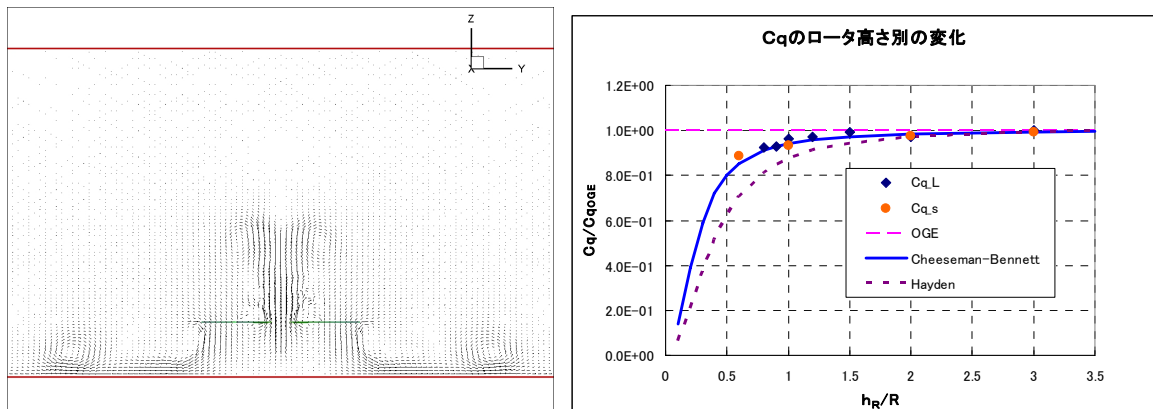 Z
X
Y
Cqのロータ高さ別の変化
Cq/CqOGE
1.2E+00
1.0E+00
8.0E-01
6.0E-01
4.0E-01
2.0E-01
0.0E+00
Cq_L
Cq_s
OGE
Cheeseman-Bennett
Hayden
0 0.5 1 1.5 2 2.5 3 3.5
hR/R